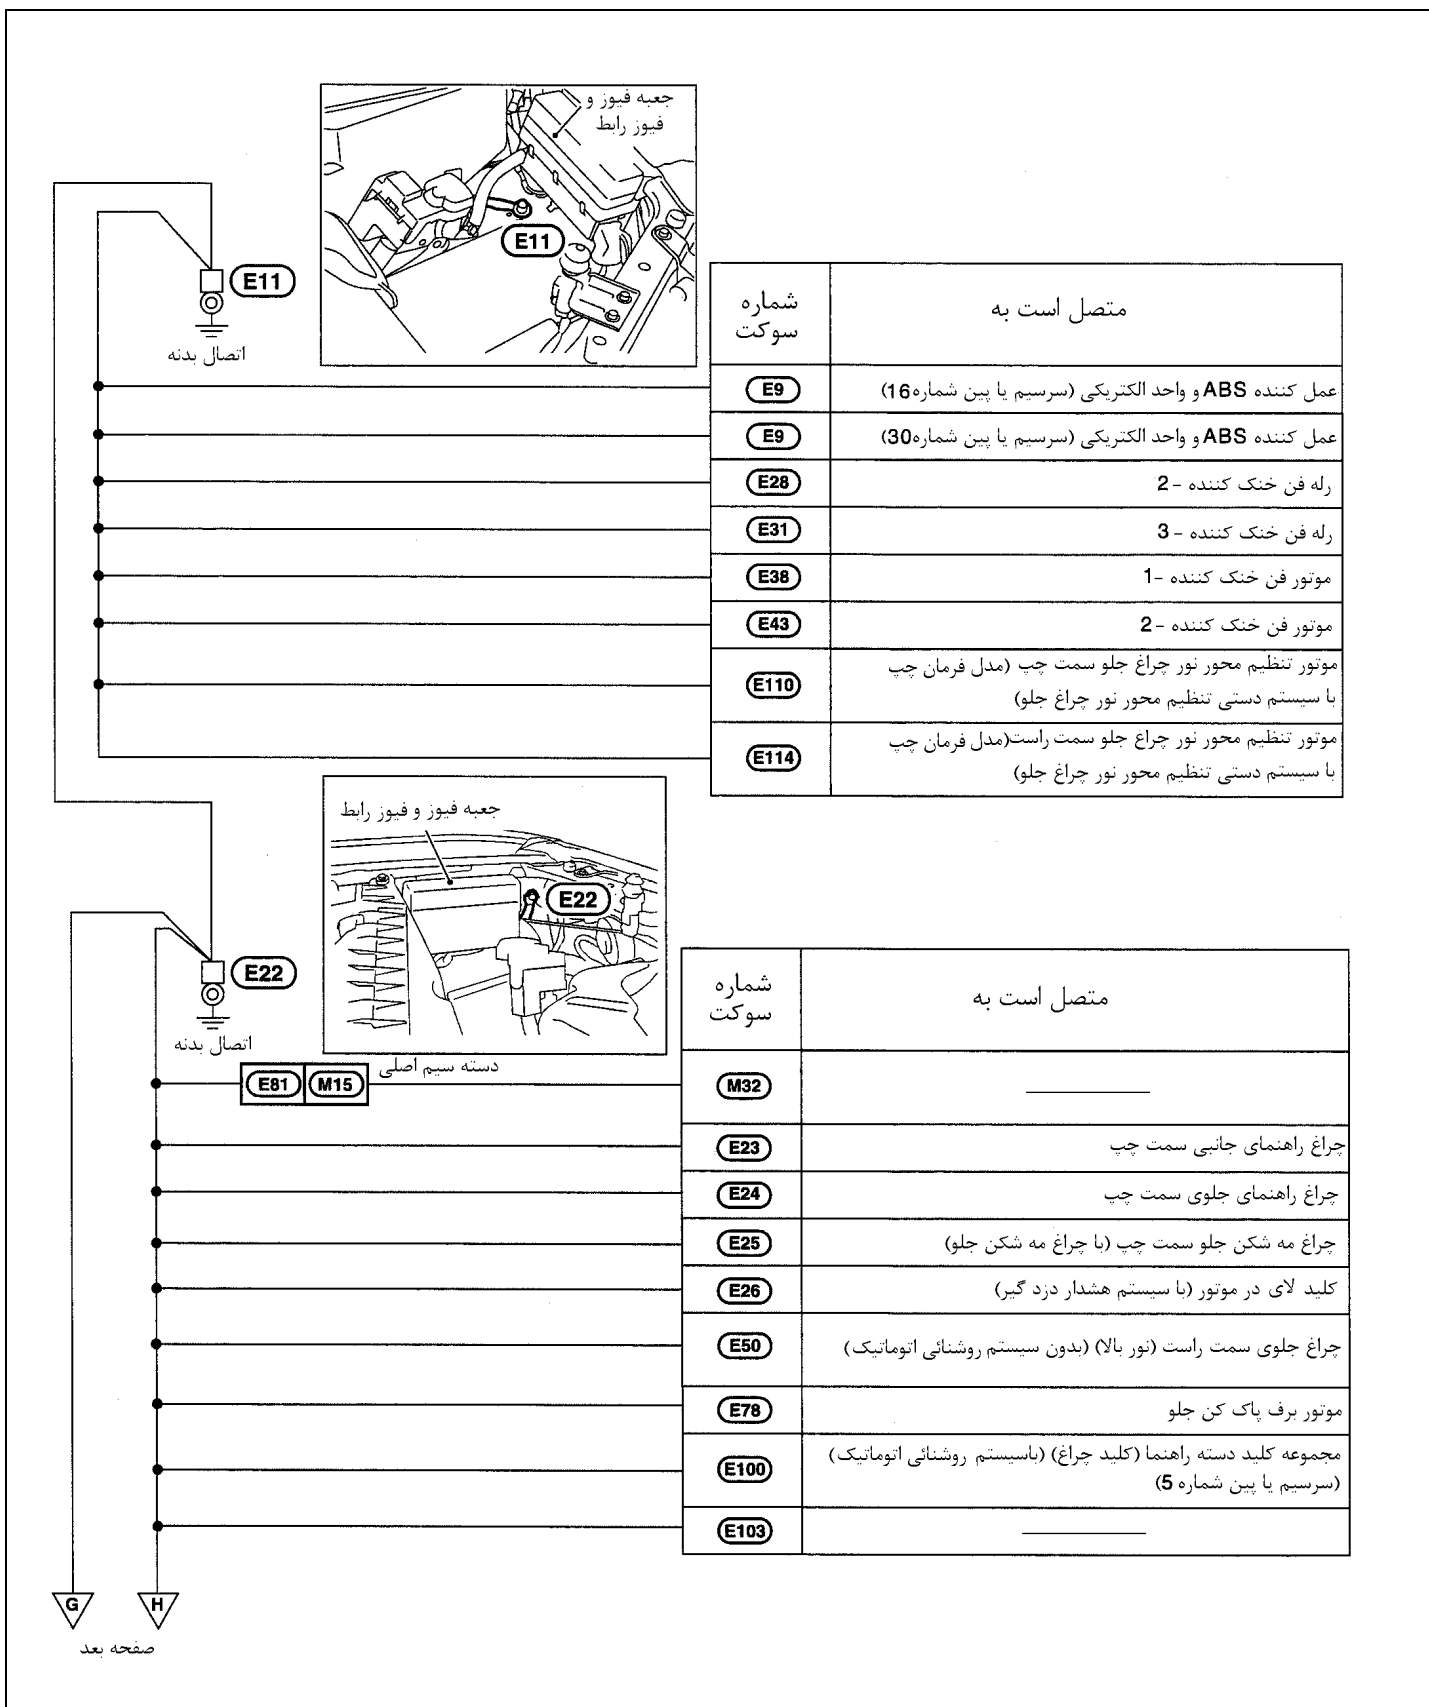 جعبه فیوز و
فیوز رابط
E11
E11
اتصال بدنه
شماره سوکت
متصل است به
E9 عمل کننده ABS و واحد الکتریکی (سرسیم یا پین شماره16)
E9 عمل کننده ABS و واحد الکتریکی (سرسیم یا پین شماره30)
E28 رله فن خنک کننده -2
E31 رله فن خنک کننده -3
E38 موتور فن خنک کننده -1
E43 موتور فن خنک کننده -2
E110 موتور تنظیم محور نور چراغ جلو سمت چپ (مدل فرمان چپ
با سیستم دستی تنظیم محور نور چراغ جلو)
E114 موتور تنظیم محور نور چراغ جلو سمت راست(مدل فرمان چپ
با سیستم دستی تنظیم محور نور چراغ جلو)
جعبه فیوز و فیوز رابط
E22
E22
اتصال بدنه
شماره سوکت
متصل است به
دسته سیم اصلی
E81 M15 M32
E23 چراغ راهنمای جانبی سمت چپ
E24 چراغ راهنمای جلوی سمت چپ
E25 چراغ مه شکن جلو سمت چپ (با چراغ مه شکن جلو)
E26 کلید لای در موتور (با سیستم هشدار دزد گیر)
E50 چراغ جلوی سمت راست (نور بالا) (بدون سیستم روشنائی اتوماتیک)
E78 موتور برف پاک کن جلو
E100 مجموعه کلید دسته راهنما (کلید چراغ) (باسیستم روشنائی اتوماتیک)
(سرسیم یا پین شماره 5)
E103
G H
صفحه بعد